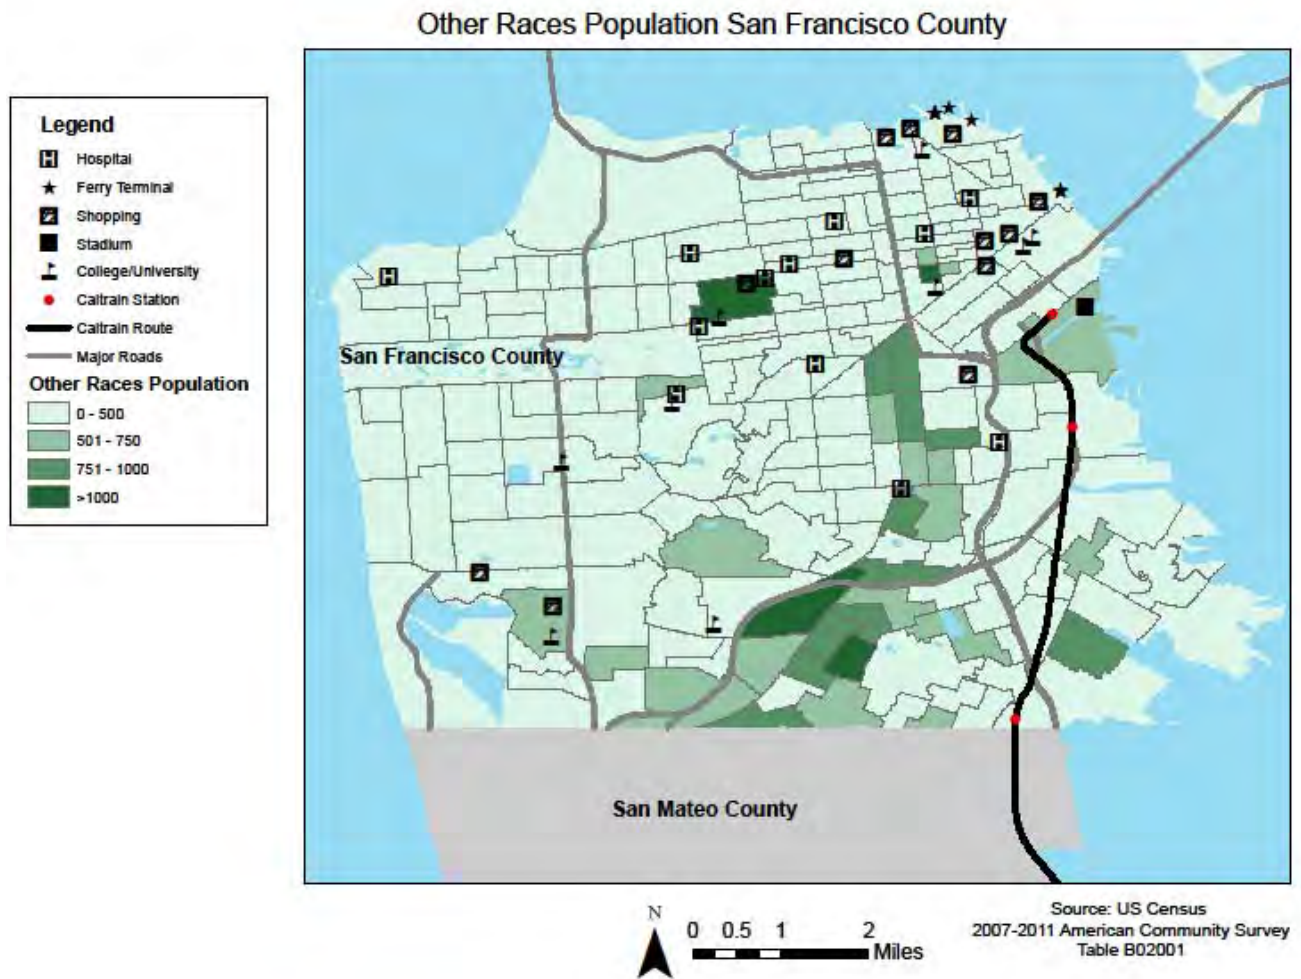 Other Races Population San Francisco County
Legend
Hospital
Ferry Terminal
Shopping
Stadium
College/University
Caltrain Station
Caltrain Route
Major Roads
Other Races Population
0 - 500
501 - 750
751 - 1000
>1000
San Francisco County
San Mateo County
N
0 0.5 1 2
Miles
Source: US Census
2007-2011 American Community Survey
Table B02001